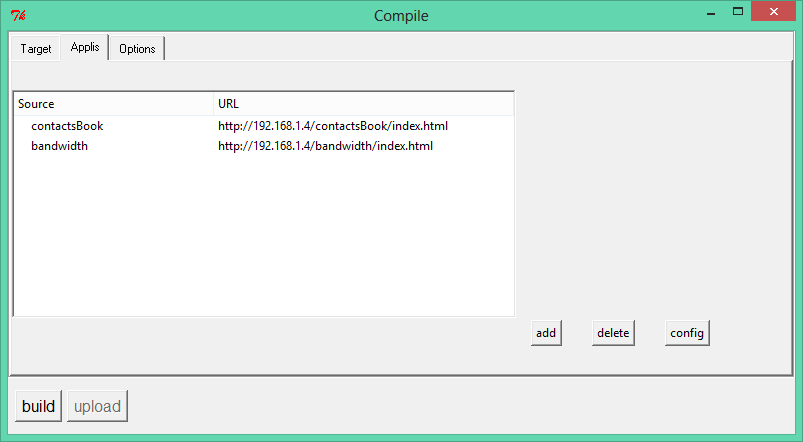 Compile
Target Applis Options
Source URL
contactsBook http://192.168.1.4/contactsBook/index.html
bandwidth http://192.168.1.4/bandwidth/index.html
add delete config
build upload